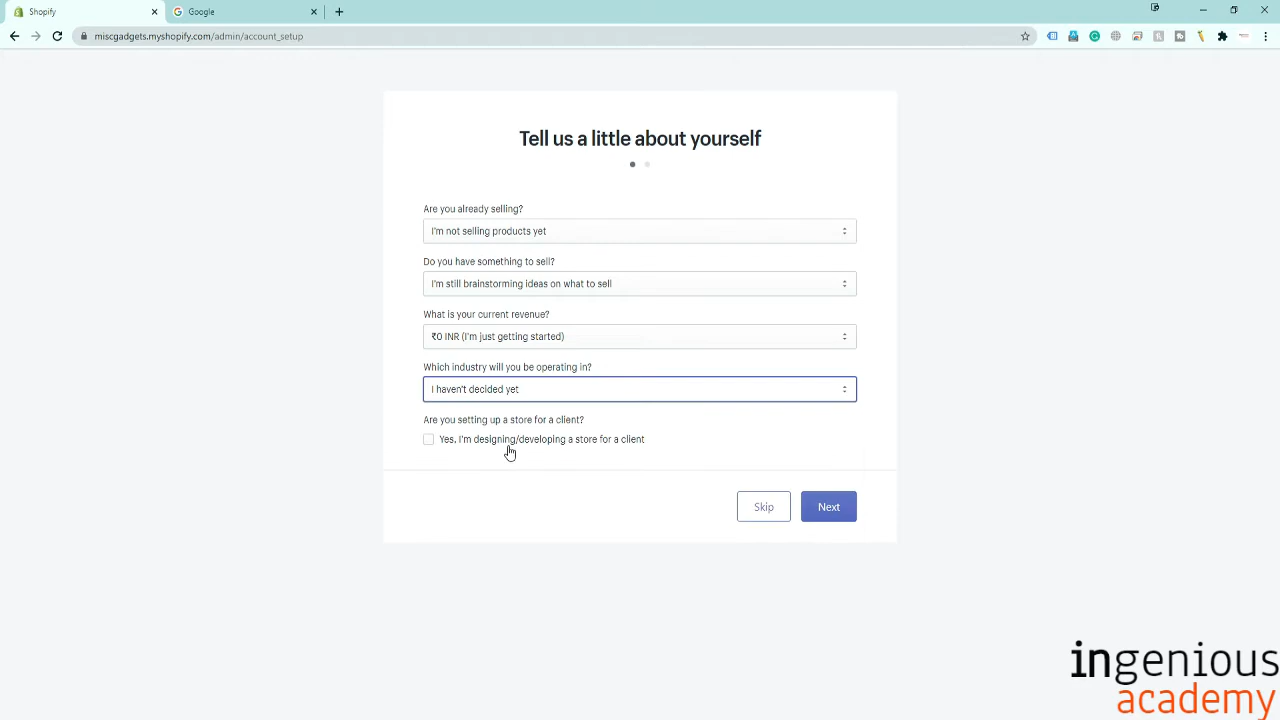 Shopify
Google
miscgadgets.myshopify.com/admin/account_setup
Tell us a little about yourself
Are you already selling?
I'm not selling products yet
Do you have something to sell?
I'm still brainstorming ideas on what to sell
What is your current revenue?
₹0 INR (I'm just getting started)
Which industry will you be operating in?
I haven't decided yet
Are you setting up a store for a client?
Yes, I'm designing/developing a store for a client
Skip
Next
ingenious
academy